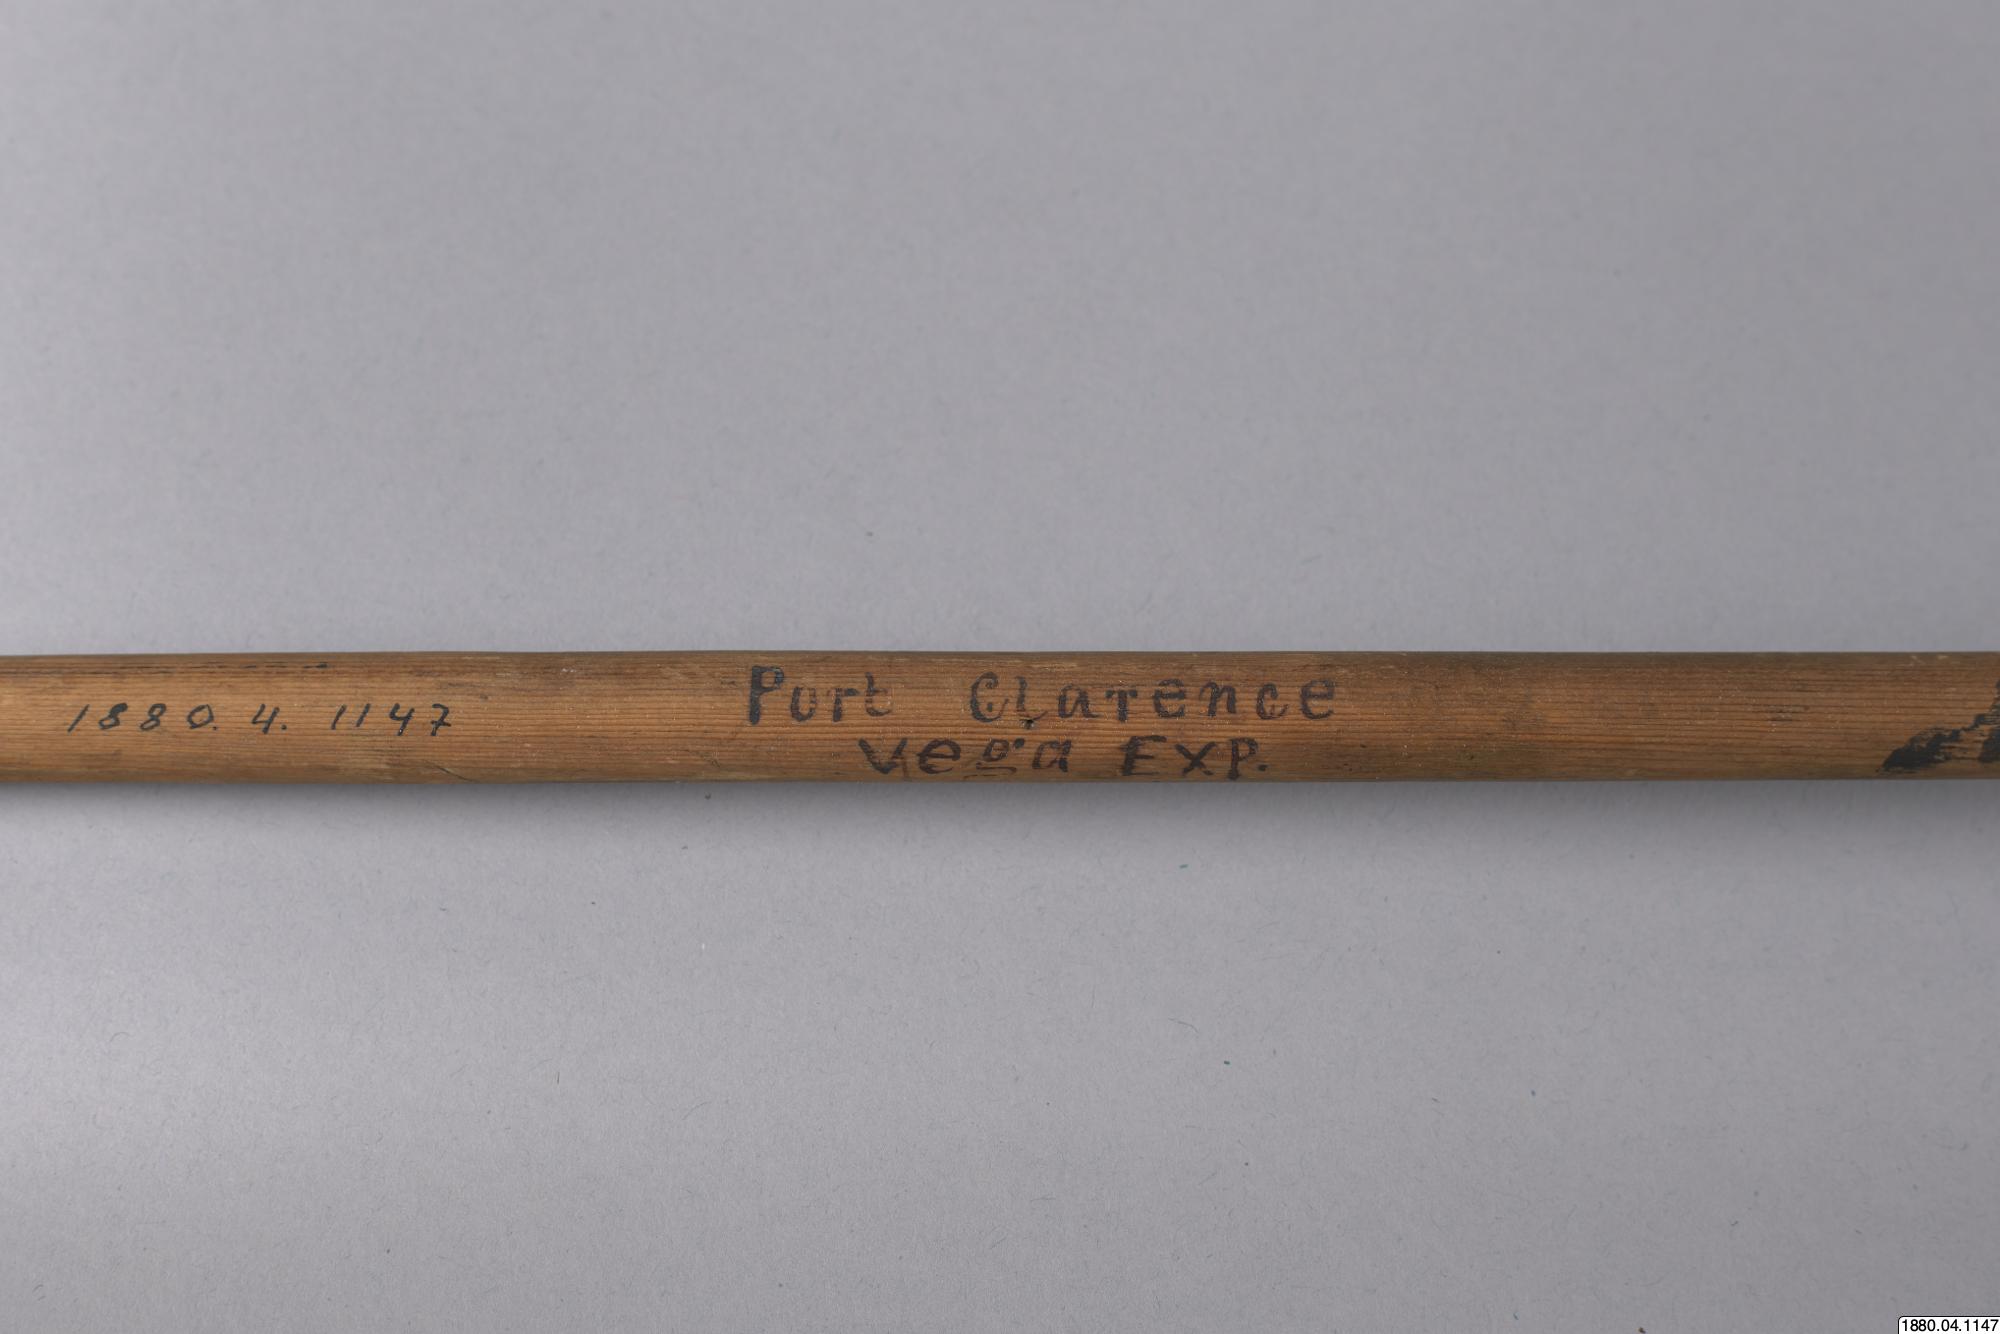 1880. 4. 1147
Port Clarence
Vega Exp.
1880.04.1147